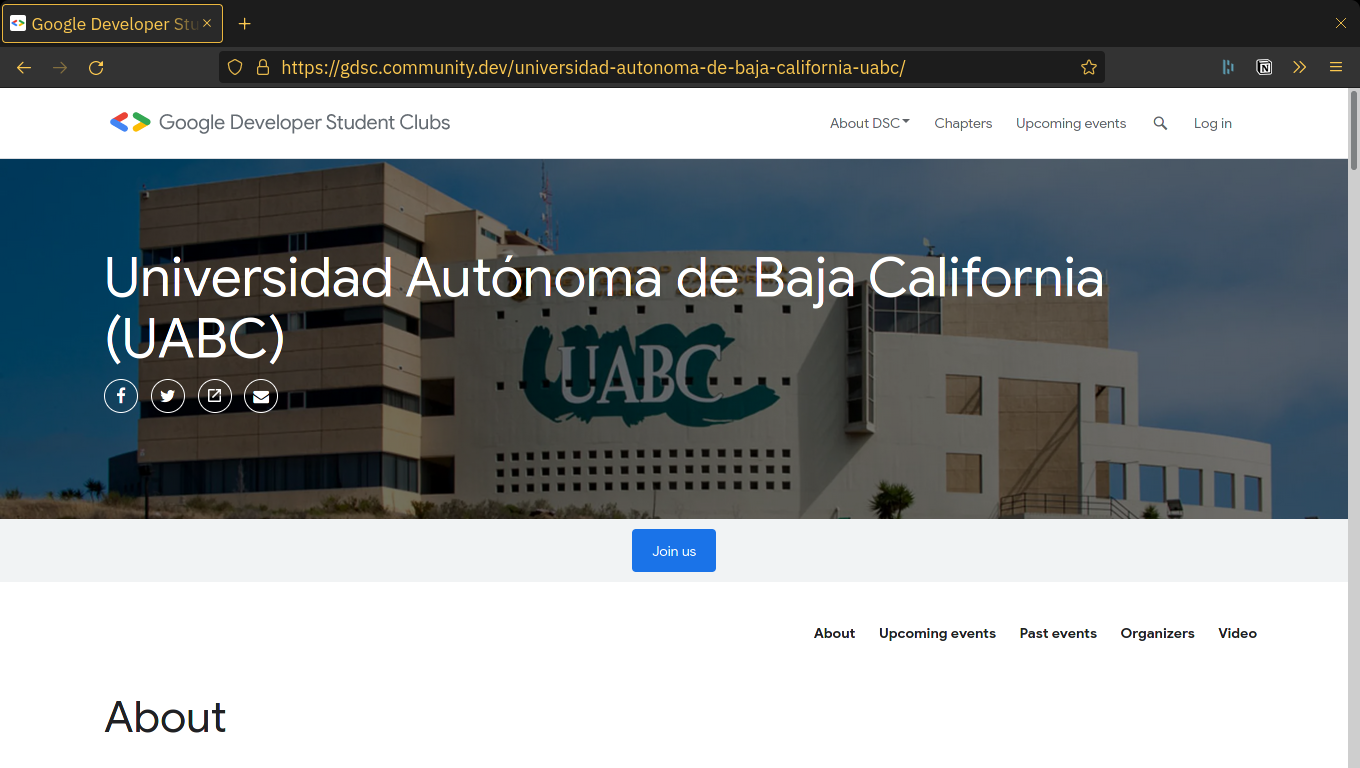 Google Developer Stu
https://gdsc.community.dev/universidad-autonoma-de-baja-california-uabc/
Google Developer Student Clubs
About DSC
Chapters
Upcoming events
Log in
Universidad Autónoma de Baja California
(UABC)
UABC
Join us
About
Upcoming events
Past events
Organizers
Video
About